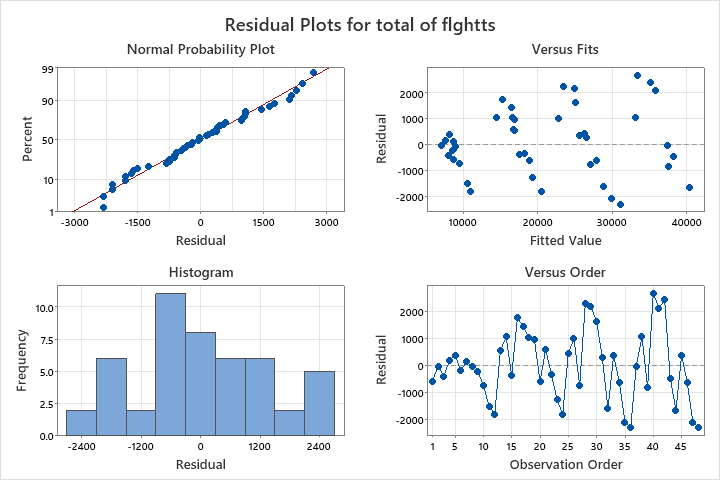 Residual Plots for total of flghtts
Normal Probability Plot
99
90
50
10
1
Percent
-3000 -1500 0 1500 3000
Residual
Versus Fits
2000
1000
0
-1000
-2000
Residual
10000 20000 30000 40000
Fitted Value
Histogram
10.0
7.5
5.0
2.5
0.0
Frequency
-2400 -1200 0 1200 2400
Residual
Versus Order
2000
1000
0
-1000
-2000
Residual
1 5 10 15 20 25 30 35 40 45
Observation Order